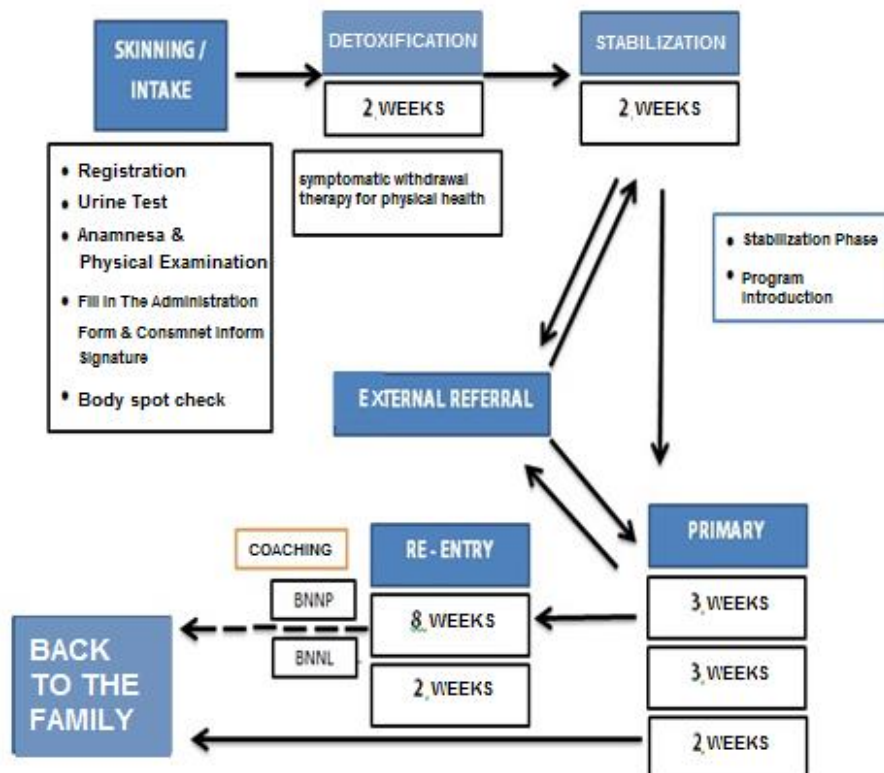 SKINNING /
INTAKE
DETOXIFICATION
2 WEEKS
STABILIZATION
2 WEEKS
• Registration
• Urine Test
• Anamnesa &
Physical Examination
• Fill in The Administration
Form & Consmnet Inform
Signature
• Body spot check
symptomatic withdrawal
therapy for physical health
• Stabilization Phase
• Program
Introduction
EXTERNAL REFERRAL
COACHING
BNNP
BNNL
RE - ENTRY
8 WEEKS
2 WEEKS
PRIMARY
3 WEEKS
3 WEEKS
2 WEEKS
BACK
TO THE
FAMILY